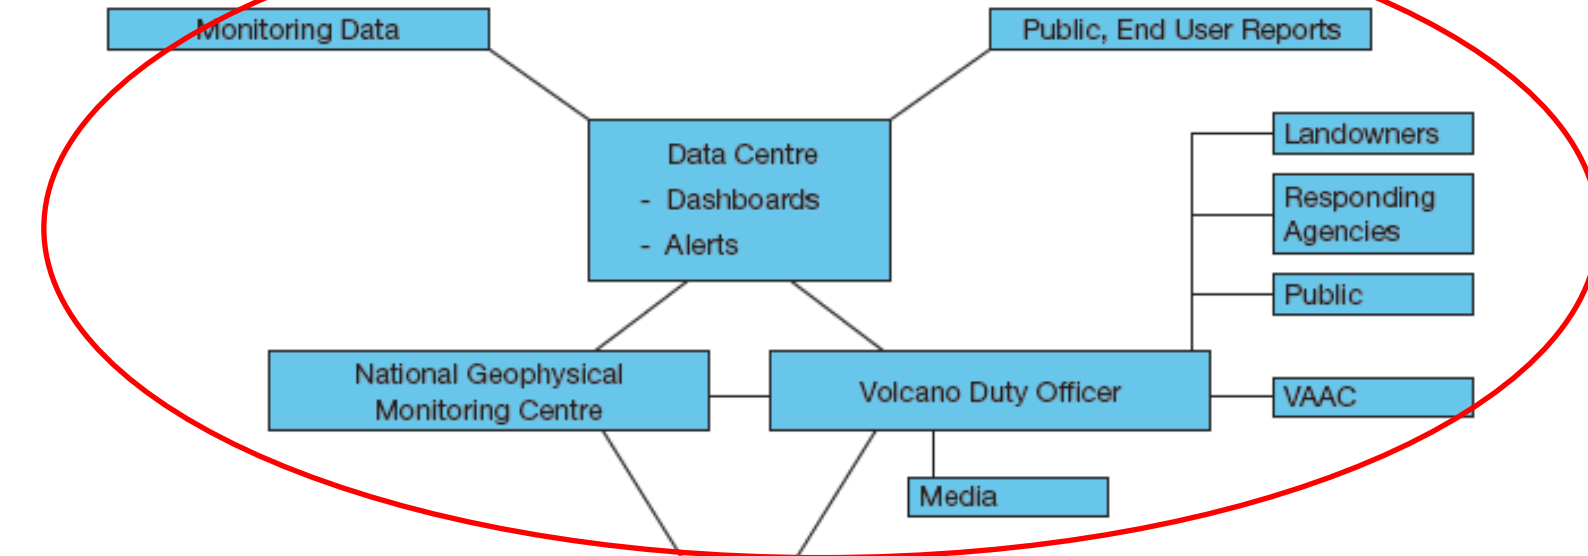 Monitoring Data
Public, End User Reports
Data Centre
- Dashboards
- Alerts
Landowners
Responding
Agencies
Public
National Geophysical
Monitoring Centre
Volcano Duty Officer
VAAC
Media